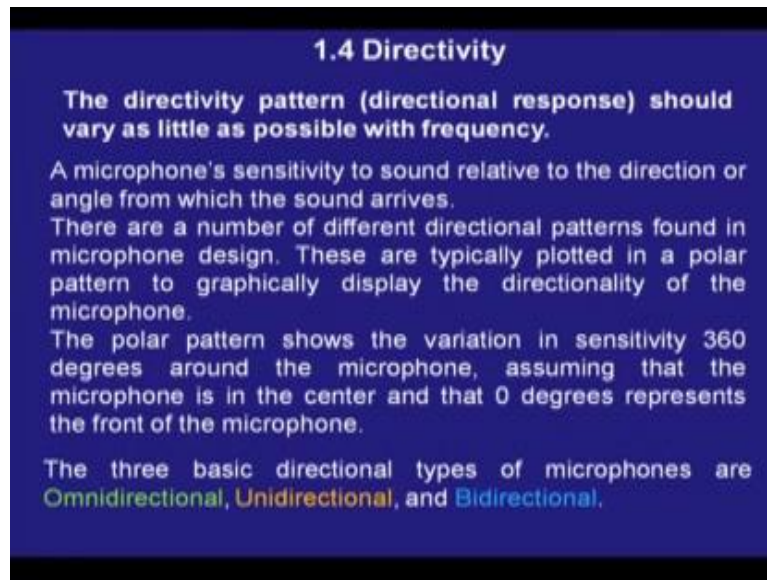 1.4 Directivity
The directivity pattern (directional response) should
vary as little as possible with frequency.
A microphone's sensitivity to sound relative to the direction or
angle from which the sound arrives.
There are a number of different directional patterns found in
microphone design. These are typically plotted in a polar
pattern to graphically display the directionality of the
microphone.
The polar pattern shows the variation in sensitivity 360
degrees around the microphone, assuming that the
microphone is in the center and that 0 degrees represents
the front of the microphone.
The three basic directional types of microphones are
Omnidirectional, Unidirectional, and Bidirectional.